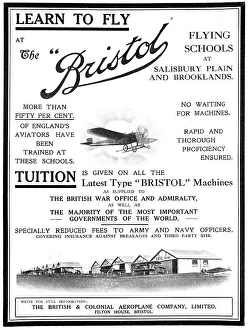 LEARN TO FLY
AT
The "Bristol"
FLYING
SCHOOLS
AT
SALISBURY PLAIN
AND BROOKLANDS.
MORE THAN
FIFTY PER CENT.
OF ENGLAND'S
AVIATORS HAVE
BEEN
TRAINED AT
THESE SCHOOLS.
NO WAITING
FOR MACHINES.
RAPID AND
THOROUGH
PROFICIENCY
ENSURED.
TUITION IS GIVEN ON ALL THE
Latest Type "BRISTOL" Machines
AS SUPPLIED TO
THE BRITISH WAR OFFICE AND ADMIRALTY,
AS WELL AS
THE MAJORITY OF THE MOST IMPORTANT
GOVERNMENTS OF THE WORLD.
SPECIALLY REDUCED FEES TO ARMY AND NAVY OFFICERS,
COVERING INSURANCE AGAINST BREAKAGES AND THIRD PARTY RISK.
WRITE FOR FULL INFORMATION:
THE BRITISH & COLONIAL AEROPLANE COMPANY, LIMITED,
FILTON HOUSE, BRISTOL.